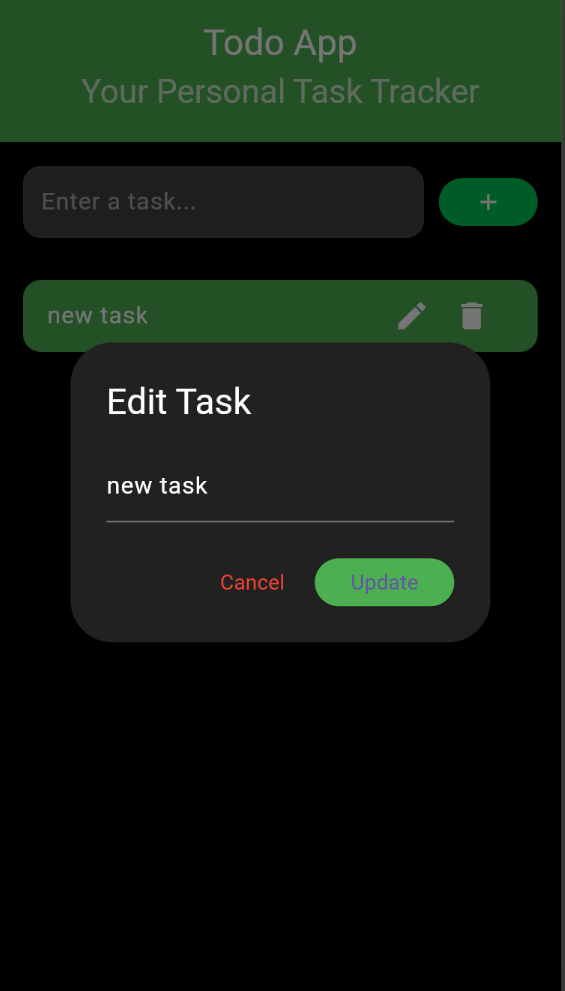 Todo App
Your Personal Task Tracker
Enter a task...
+
new task
Edit Task
new task
Cancel Update